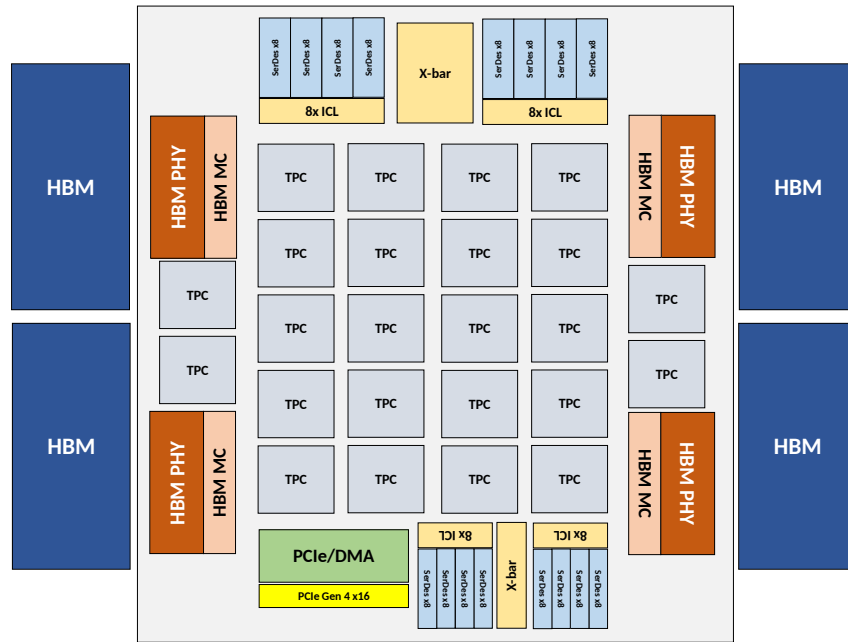 SerDes x8 SerDes x8 SerDes x8 SerDes x8
X-bar
SerDes x8 SerDes x8 SerDes x8 SerDes x8
8x ICL
8x ICL
HBM
HBM PHY
HBM MC
TPC TPC TPC TPC
HBM MC
HBM PHY
HBM
TPC TPC TPC TPC
TPC
TPC
TPC TPC TPC TPC
TPC
TPC
TPC TPC TPC TPC
HBM
HBM PHY
HBM MC
TPC TPC TPC TPC
HBM MC
HBM PHY
HBM
PCIe/DMA
PCIe Gen 4 x16
8x ICL
X-bar
8x ICL
SerDes x8 SerDes x8 SerDes x8 SerDes x8
SerDes x8 SerDes x8 SerDes x8 SerDes x8